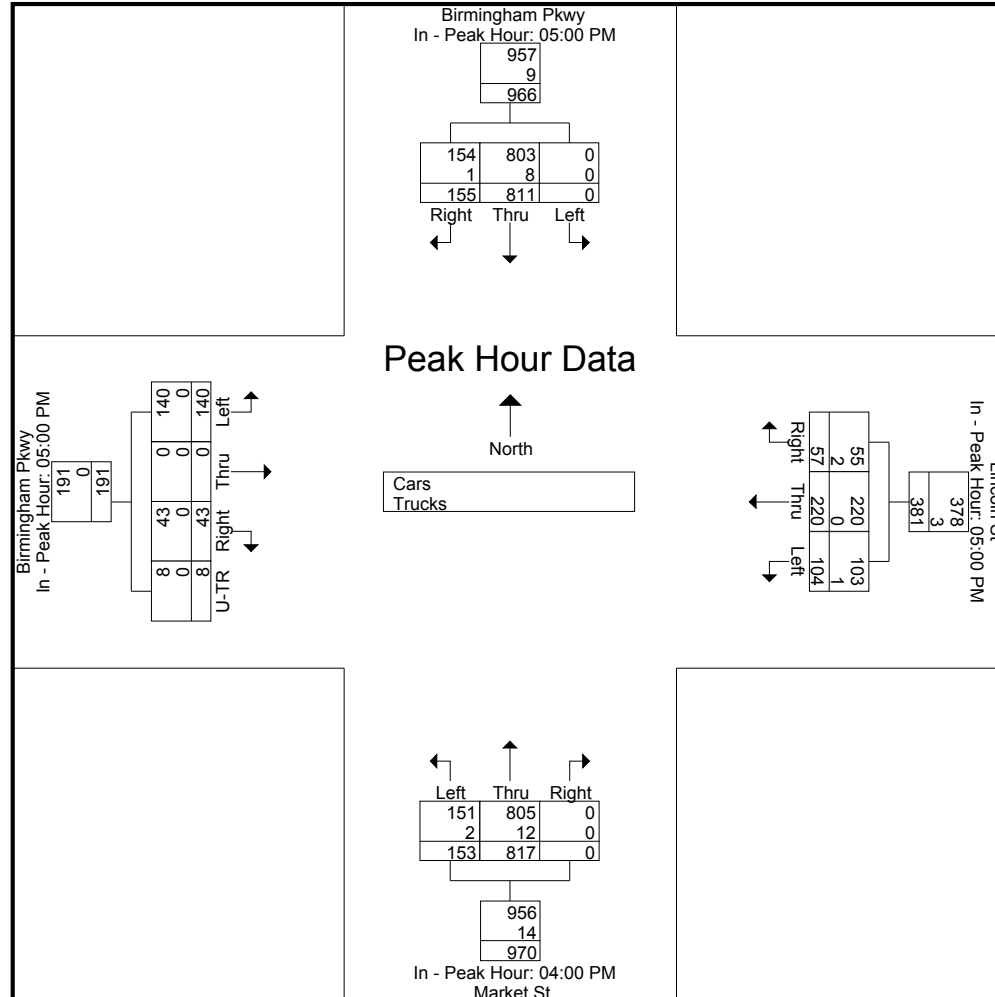 Birmingham Pkwy
In - Peak Hour: 05:00 PM
957
9
966
154 803 0
1 8 0
155 811 0
Right Thru Left
Peak Hour Data
North
Cars
Trucks
Birmingham Pkwy
In - Peak Hour: 05:00 PM
191
0
191
140 0 140 Left
0 0 0 Thru
43 0 43 Right
8 0 8 U-TR
Right 57 2 55
Thru 220 0 220
Left 104 1 103
378
3
381
In - Peak Hour: 05:00 PM
Left Thru Right
151 805 0
2 12 0
153 817 0
956
14
970
In - Peak Hour: 04:00 PM
Market St